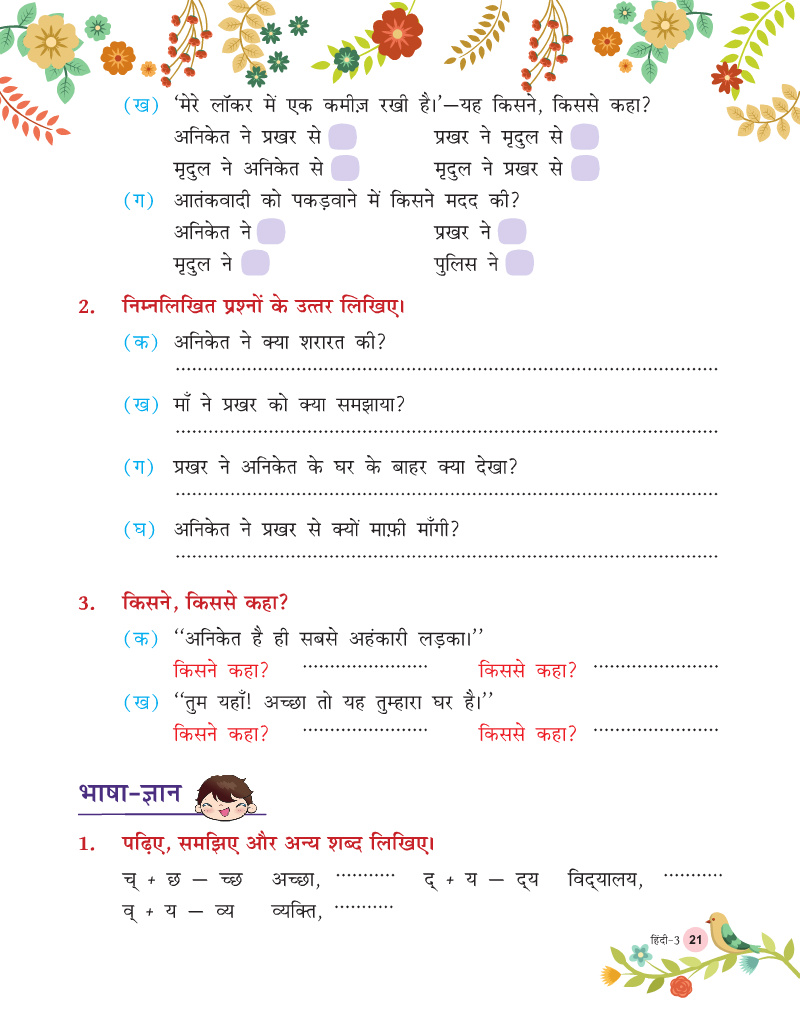 (ख) ‘मेरे लॉकर में एक कमीज़ रखी है।’—यह किसने, किससे कहा?
अनिकेत ने प्रखर से प्रखर ने मृदुल से
मृदुल ने अनिकेत से मृदुल ने प्रखर से
(ग) आतंकवादी को पकड़वाने में किसने मदद की?
अनिकेत ने प्रखर ने
मृदुल ने पुलिस ने
2. निम्नलिखित प्रश्नों के उत्तर लिखिए।
(क) अनिकेत ने क्या शरारत की?
(ख) माँ ने प्रखर को क्या समझाया?
(ग) प्रखर ने अनिकेत के घर के बाहर क्या देखा?
(घ) अनिकेत ने प्रखर से क्यों माफ़ी माँगी?
3. किसने, किससे कहा?
(क) “अनिकेत है ही सबसे अहंकारी लड़का।”
किसने कहा? ........................ किससे कहा? ........................
(ख) “तुम यहाँ! अच्छा तो यह तुम्हारा घर है।”
किसने कहा? ........................ किससे कहा? ........................
भाषा-ज्ञान
1. पढ़िए, समझिए और अन्य शब्द लिखिए।
च् + छ – च्छ अच्छा, ........... द् + य – द्य विद्यालय, ...........
व् + य – व्य व्यक्ति, ...........
हिंदी-3 21